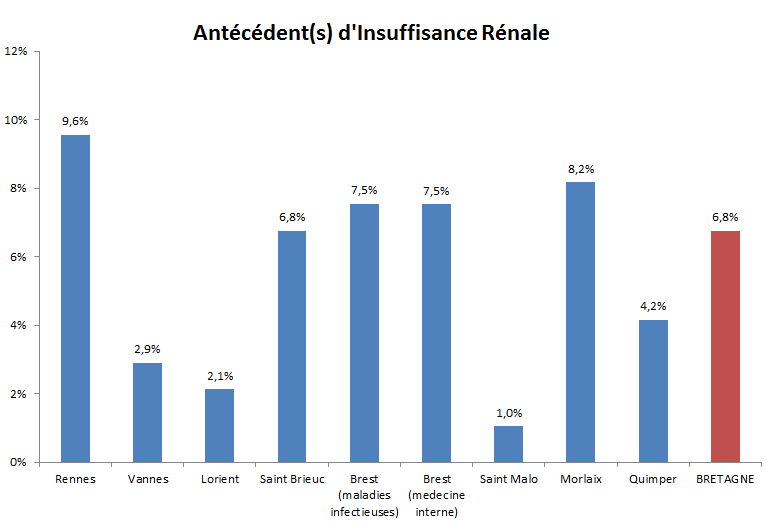 Antécédent(s) d'Insuffisance Rénale
12%
10%
8%
6%
4%
2%
0%
9,6%
2,9%
2,1%
6,8%
7,5%
7,5%
1,0%
8,2%
4,2%
6,8%
Rennes
Vannes
Lorient
Saint Brieuc
Brest
(maladies
infectieuses)
Brest
(medecine
interne)
Saint Malo
Morlaix
Quimper
BRETAGNE